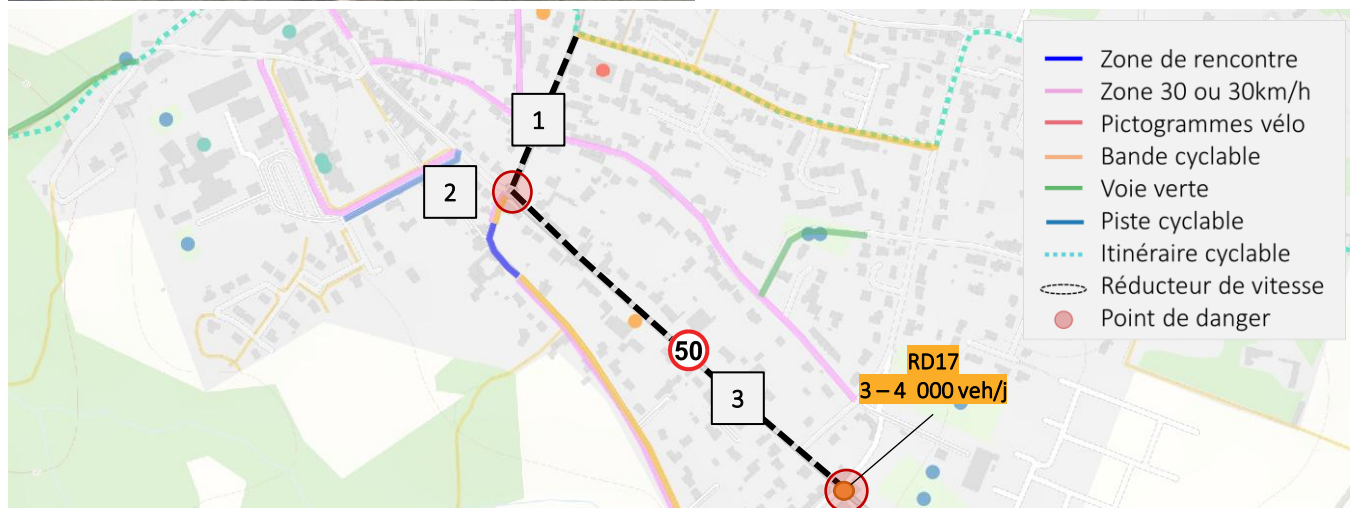 Zone de rencontre
Zone 30 ou 30km/h
Pictogrammes vélo
Bande cyclable
Voie verte
Piste cyclable
Itinéraire cyclable
Réducteur de vitesse
Point de danger
1
2
50
3
RD17
3 – 4 000 veh/j